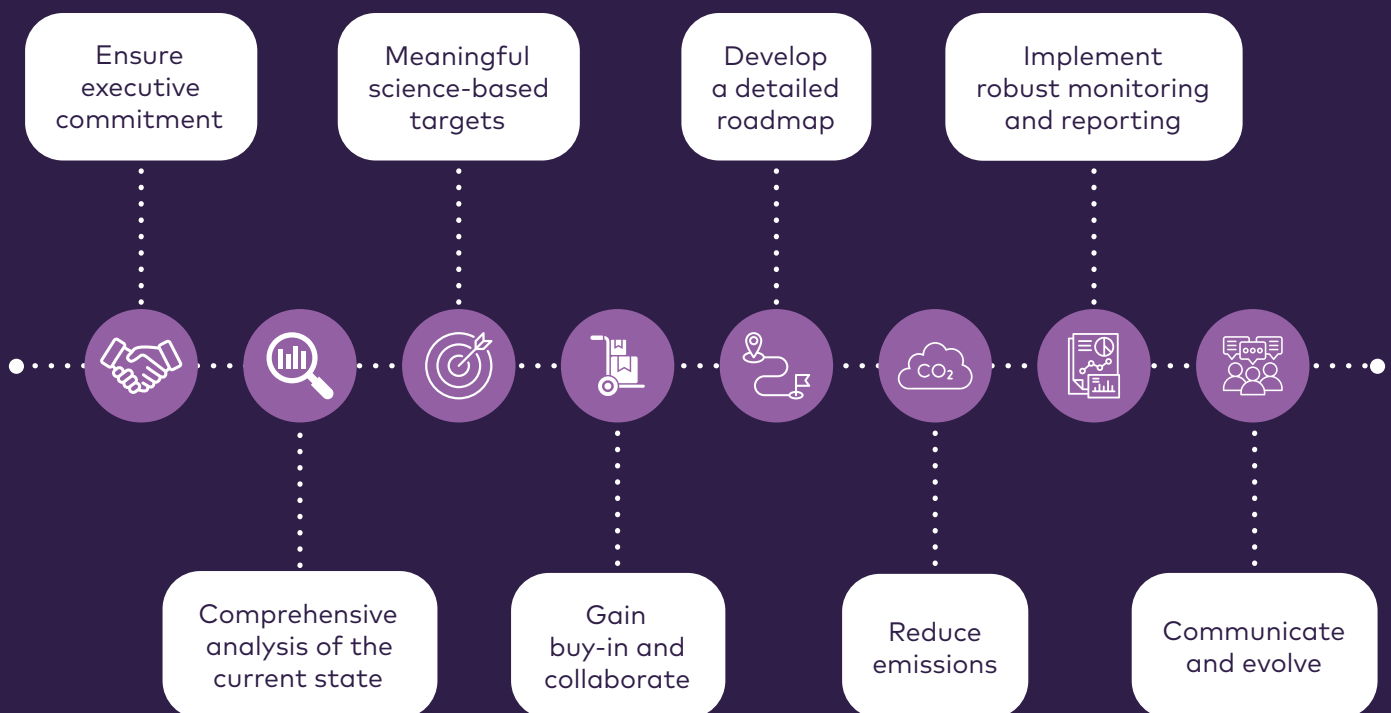 Ensure
executive
commitment
Meaningful
science-based
targets
Develop
a detailed
roadmap
Implement
robust monitoring
and reporting
CO₂
Comprehensive
analysis of the
current state
Gain
buy-in and
collaborate
Reduce
emissions
Communicate
and evolve